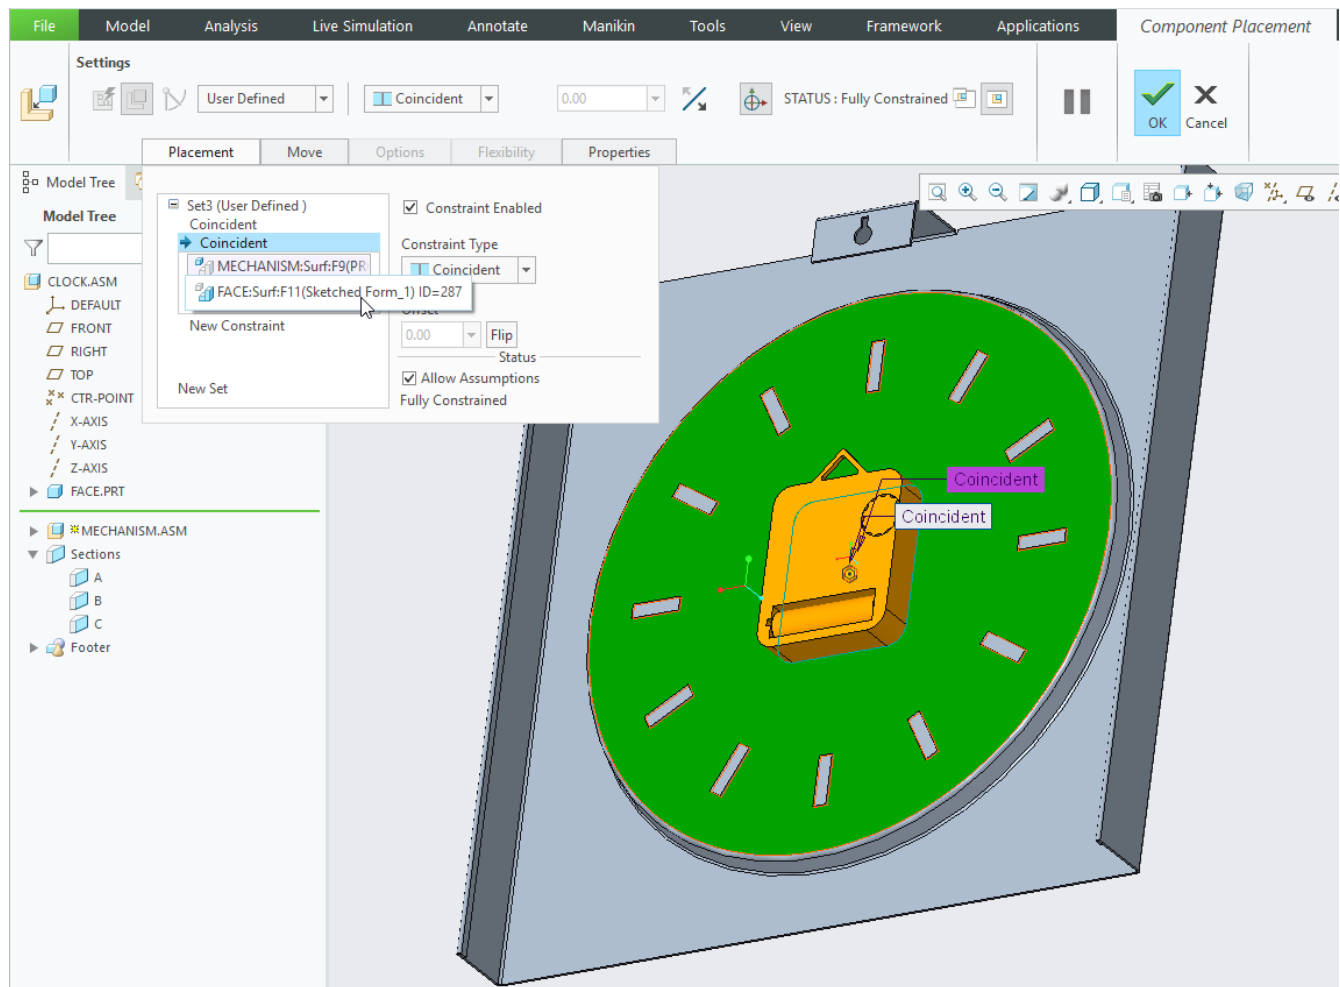 File Model Analysis Live Simulation Annotate Manikin Tools View Framework Applications Component Placement
Settings
User Defined Coincident 0.00 STATUS : Fully Constrained OK Cancel
Placement Move Options Flexibility Properties
Model Tree
Model Tree
CLOCK.ASM
DEFAULT
FRONT
RIGHT
TOP
CTR-POINT
X-AXIS
Y-AXIS
Z-AXIS
FACE.PRT
MECHANISM.ASM
Sections
A
B
C
Footer
Set3 (User Defined )
Coincident
Coincident
MECHANISM:Surf:F9(PR
FACE:Surf:F11(Sketched Form_1) ID=287
New Constraint
New Set
Constraint Enabled
Constraint Type
Coincident
Offset
0.00 Flip
Status
Allow Assumptions
Fully Constrained
Coincident
Coincident